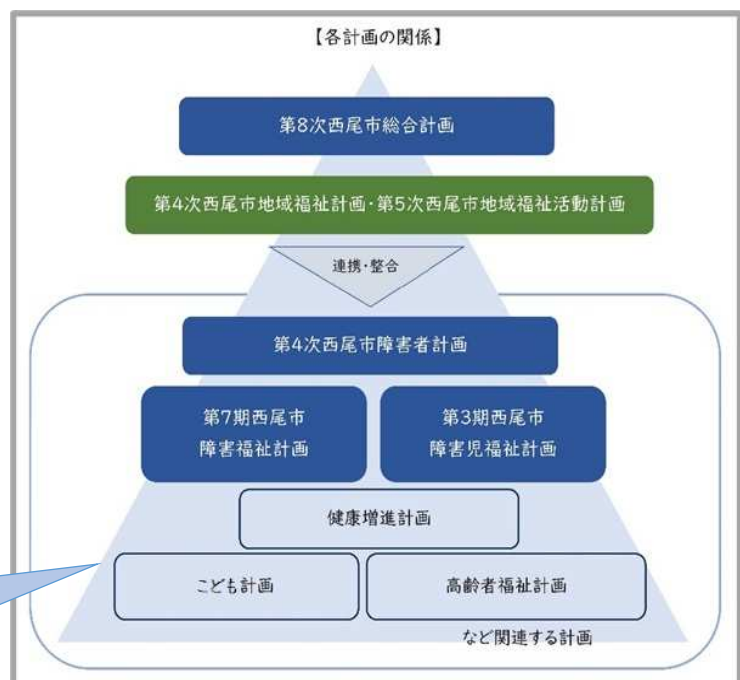 【各計画の関係】
第8次西尾市総合計画
第4次西尾市地域福祉計画・第5次西尾市地域福祉活動計画
連携・整合
第4次西尾市障害者計画
第7期西尾市
障害福祉計画
第3期西尾市
障害児福祉計画
健康増進計画
こども計画
高齢者福祉計画
など関連する計画